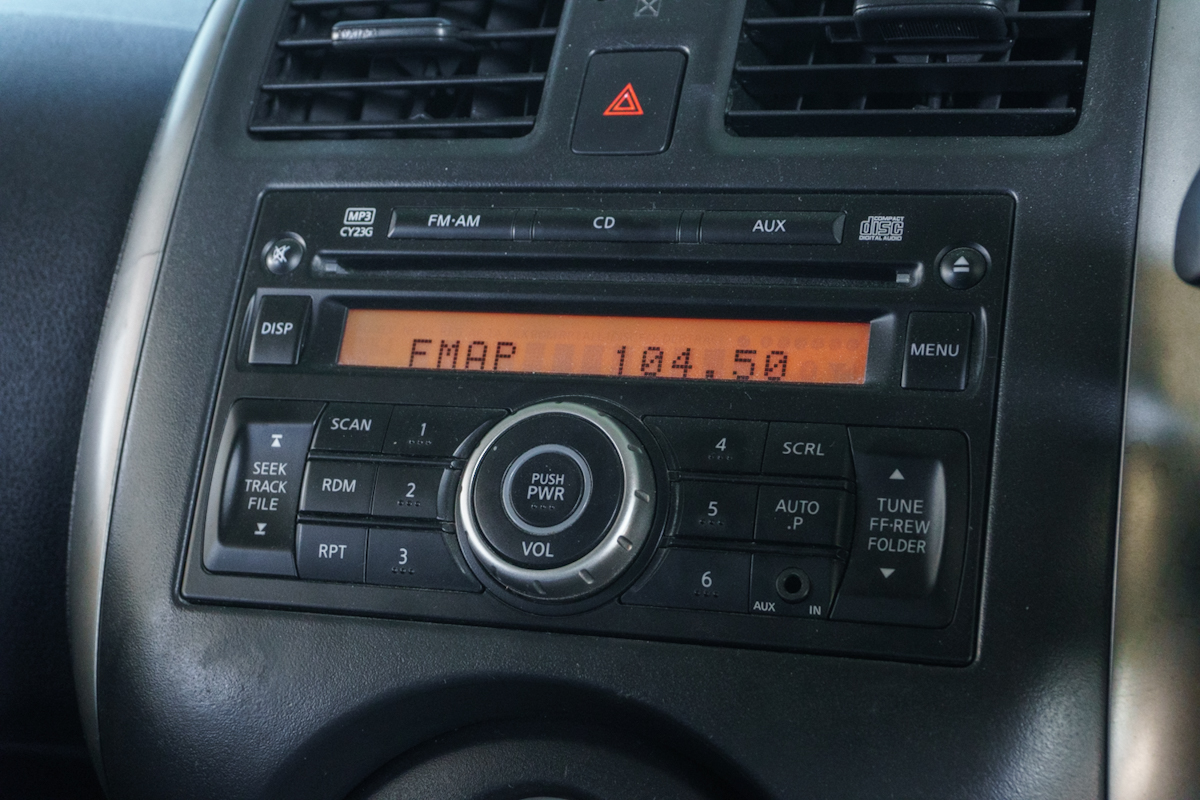 MP3
CY23G
FM·AM
CD
AUX
COMPACT
disc
DIGITAL AUDIO
DISP
FMAP 104.50
MENU
SEEK
TRACK
FILE
SCAN
1
RDM
2
RPT
3
PUSH
PWR
VOL
4
SCRL
5
AUTO
.P
6
AUX IN
TUNE
FF·REW
FOLDER